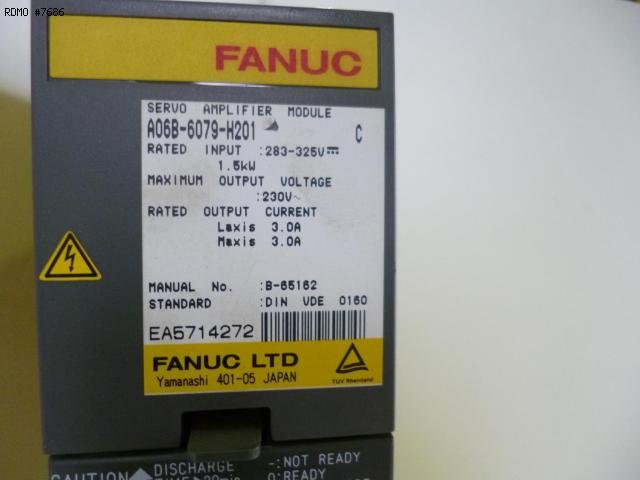 RDMO #7686
FANUC
SERVO AMPLIFIER MODULE
A06B-6079-H201 C
RATED INPUT :283-325V⎓
1.5kW
MAXIMUM OUTPUT VOLTAGE
:230V~
RATED OUTPUT CURRENT
Laxis 3.0A
Maxis 3.0A
MANUAL No. :B-65162
STANDARD :DIN VDE 0160
EA5714272
FANUC LTD
Yamanashi 401-05 JAPAN
TUV Rheinland
CAUTION DISCHARGE -:NOT READY
0:READY